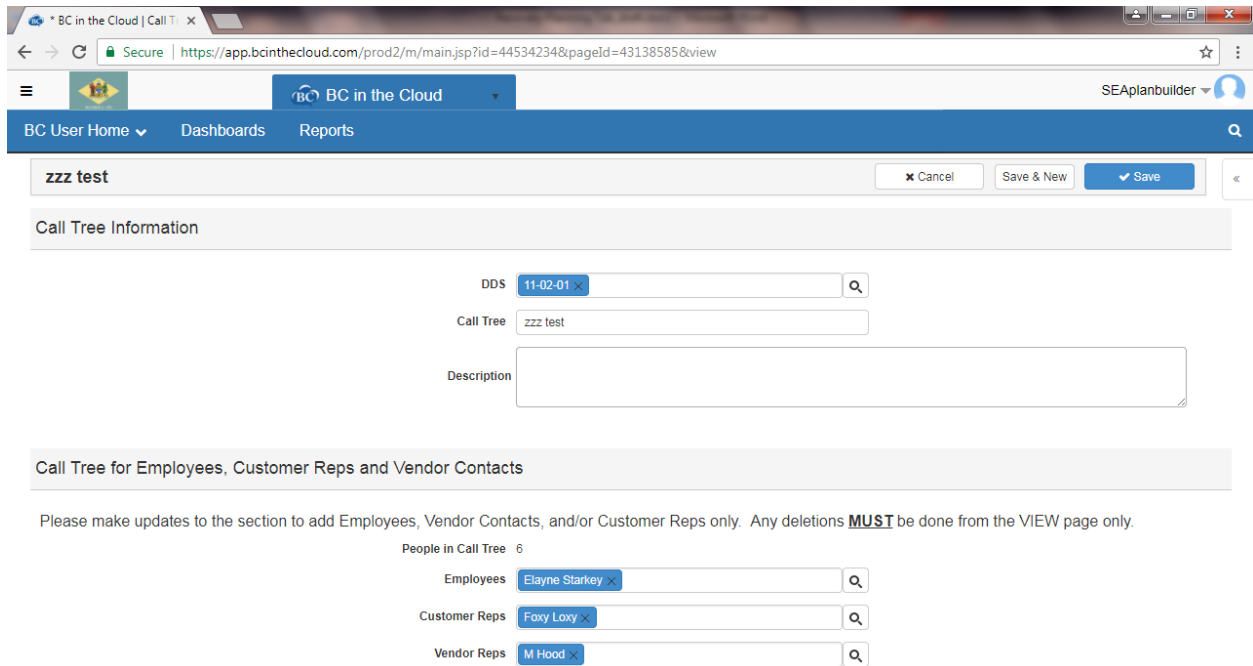 * BC in the Cloud | Call T
Secure | https://app.bcinthecloud.com/prod2/m/main.jsp?id=44534234&pageId=43138585&view
BC BC in the Cloud
SEAplanbuilder
BC User Home Dashboards Reports
zzz test
Cancel Save & New Save
Call Tree Information
DDS 11-02-01
Call Tree zzz test
Description
Call Tree for Employees, Customer Reps and Vendor Contacts
Please make updates to the section to add Employees, Vendor Contacts, and/or Customer Reps only. Any deletions MUST be done from the VIEW page only.
People in Call Tree 6
Employees Elayne Starkey
Customer Reps Foxy Loxy
Vendor Reps M Hood